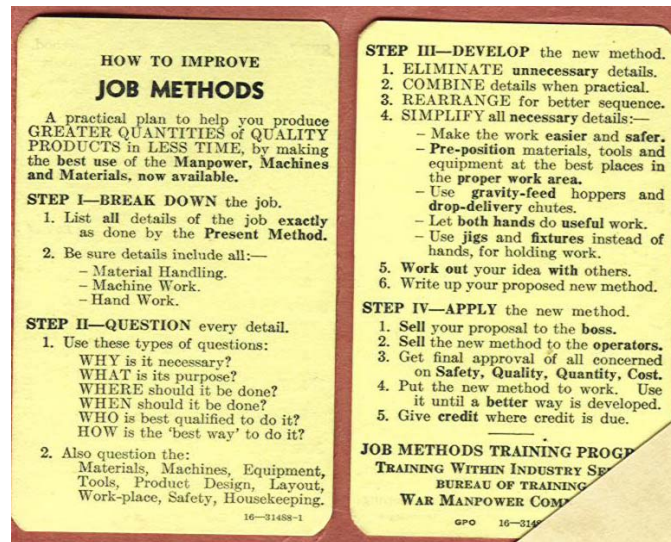 HOW TO IMPROVE
JOB METHODS
A practical plan to help you produce
GREATER QUANTITIES of QUALITY
PRODUCTS in LESS TIME, by making
the best use of the Manpower, Machines
and Materials, now available.
STEP I—BREAK DOWN the job.
1. List all details of the job exactly
as done by the Present Method.
2. Be sure details include all:—
– Material Handling.
– Machine Work.
– Hand Work.
STEP II—QUESTION every detail.
1. Use these types of questions:
WHY is it necessary?
WHAT is its purpose?
WHERE should it be done?
WHEN should it be done?
WHO is best qualified to do it?
HOW is the 'best way' to do it?
2. Also question the:
Materials, Machines, Equipment,
Tools, Product Design, Layout,
Work-place, Safety, Housekeeping.
16—31488-1
STEP III—DEVELOP the new method.
1. ELIMINATE unnecessary details.
2. COMBINE details when practical.
3. REARRANGE for better sequence.
4. SIMPLIFY all necessary details:—
– Make the work easier and safer.
– Pre-position materials, tools and
equipment at the best places in
the proper work area.
– Use gravity-feed hoppers and
drop-delivery chutes.
– Let both hands do useful work.
– Use jigs and fixtures instead of
hands, for holding work.
5. Work out your idea with others.
6. Write up your proposed new method.
STEP IV—APPLY the new method.
1. Sell your proposal to the boss.
2. Sell the new method to the operators.
3. Get final approval of all concerned
on Safety, Quality, Quantity, Cost.
4. Put the new method to work. Use
it until a better way is developed.
5. Give credit where credit is due.
JOB METHODS TRAINING
TRAINING WITHIN INDUSTRY
BUREAU OF TRAINING
WAR MANPOWER
GPO